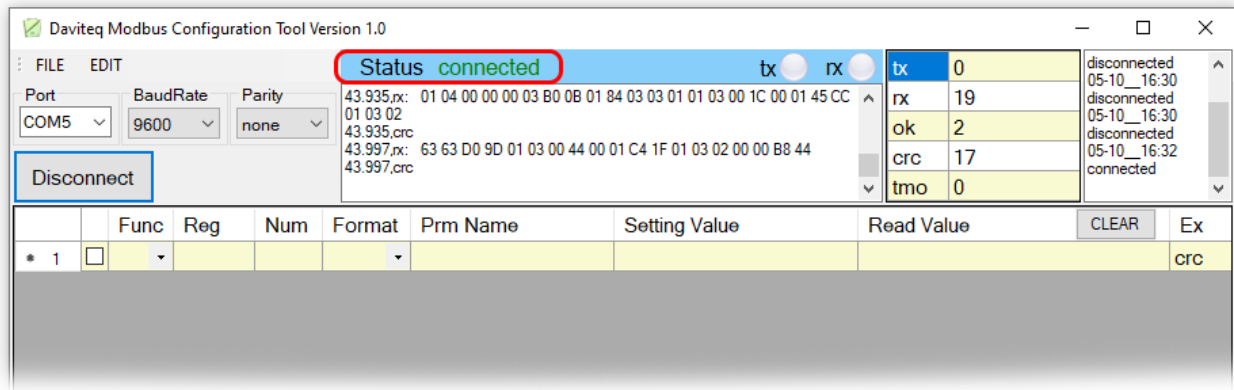 Daviteq Modbus Configuration Tool Version 1.0
FILE EDIT
Status connected
tx rx
Port BaudRate Parity
COM5 9600 none
Disconnect
43.935,rx: 01 04 00 00 00 03 B0 0B 01 84 03 03 01 01 03 00 1C 00 01 45 CC
01 03 02
43.935,crc
43.997,rx: 63 63 D0 9D 01 03 00 44 00 01 C4 1F 01 03 02 00 00 B8 44
43.997,crc
tx 0
rx 19
ok 2
crc 17
tmo 0
disconnected
05-10__16:30
disconnected
05-10__16:30
disconnected
05-10__16:32
connected
Func Reg Num Format Prm Name Setting Value Read Value CLEAR Ex
* 1 crc